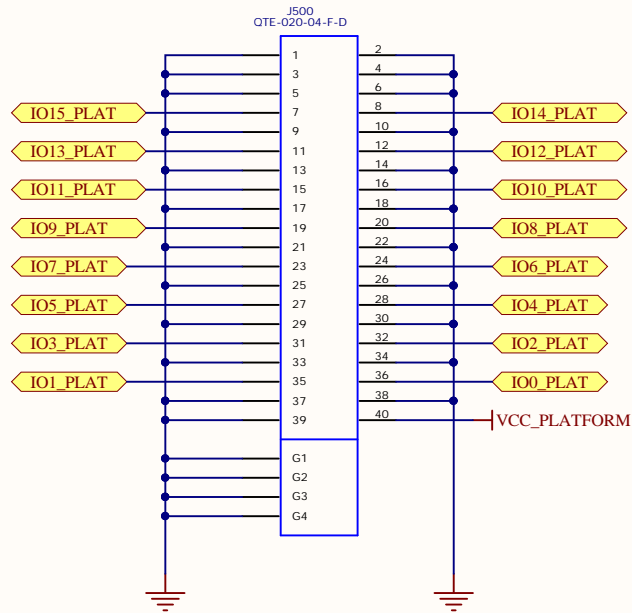 J500
QTE-020-04-F-D
1 2
3 4
5 6
IO15_PLAT 7 8 IO14_PLAT
9 10
IO13_PLAT 11 12 IO12_PLAT
13 14
IO11_PLAT 15 16 IO10_PLAT
17 18
IO9_PLAT 19 20 IO8_PLAT
21 22
IO7_PLAT 23 24 IO6_PLAT
25 26
IO5_PLAT 27 28 IO4_PLAT
29 30
IO3_PLAT 31 32 IO2_PLAT
33 34
IO1_PLAT 35 36 IO0_PLAT
37 38
39 40 VCC_PLATFORM
G1
G2
G3
G4